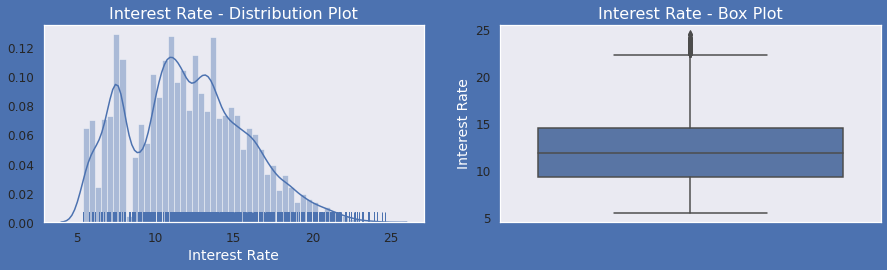 Interest Rate - Distribution Plot
0.12
0.10
0.08
0.06
0.04
0.02
0.00
5 10 15 20 25
Interest Rate
Interest Rate - Box Plot
25
20
15
10
5
Interest Rate